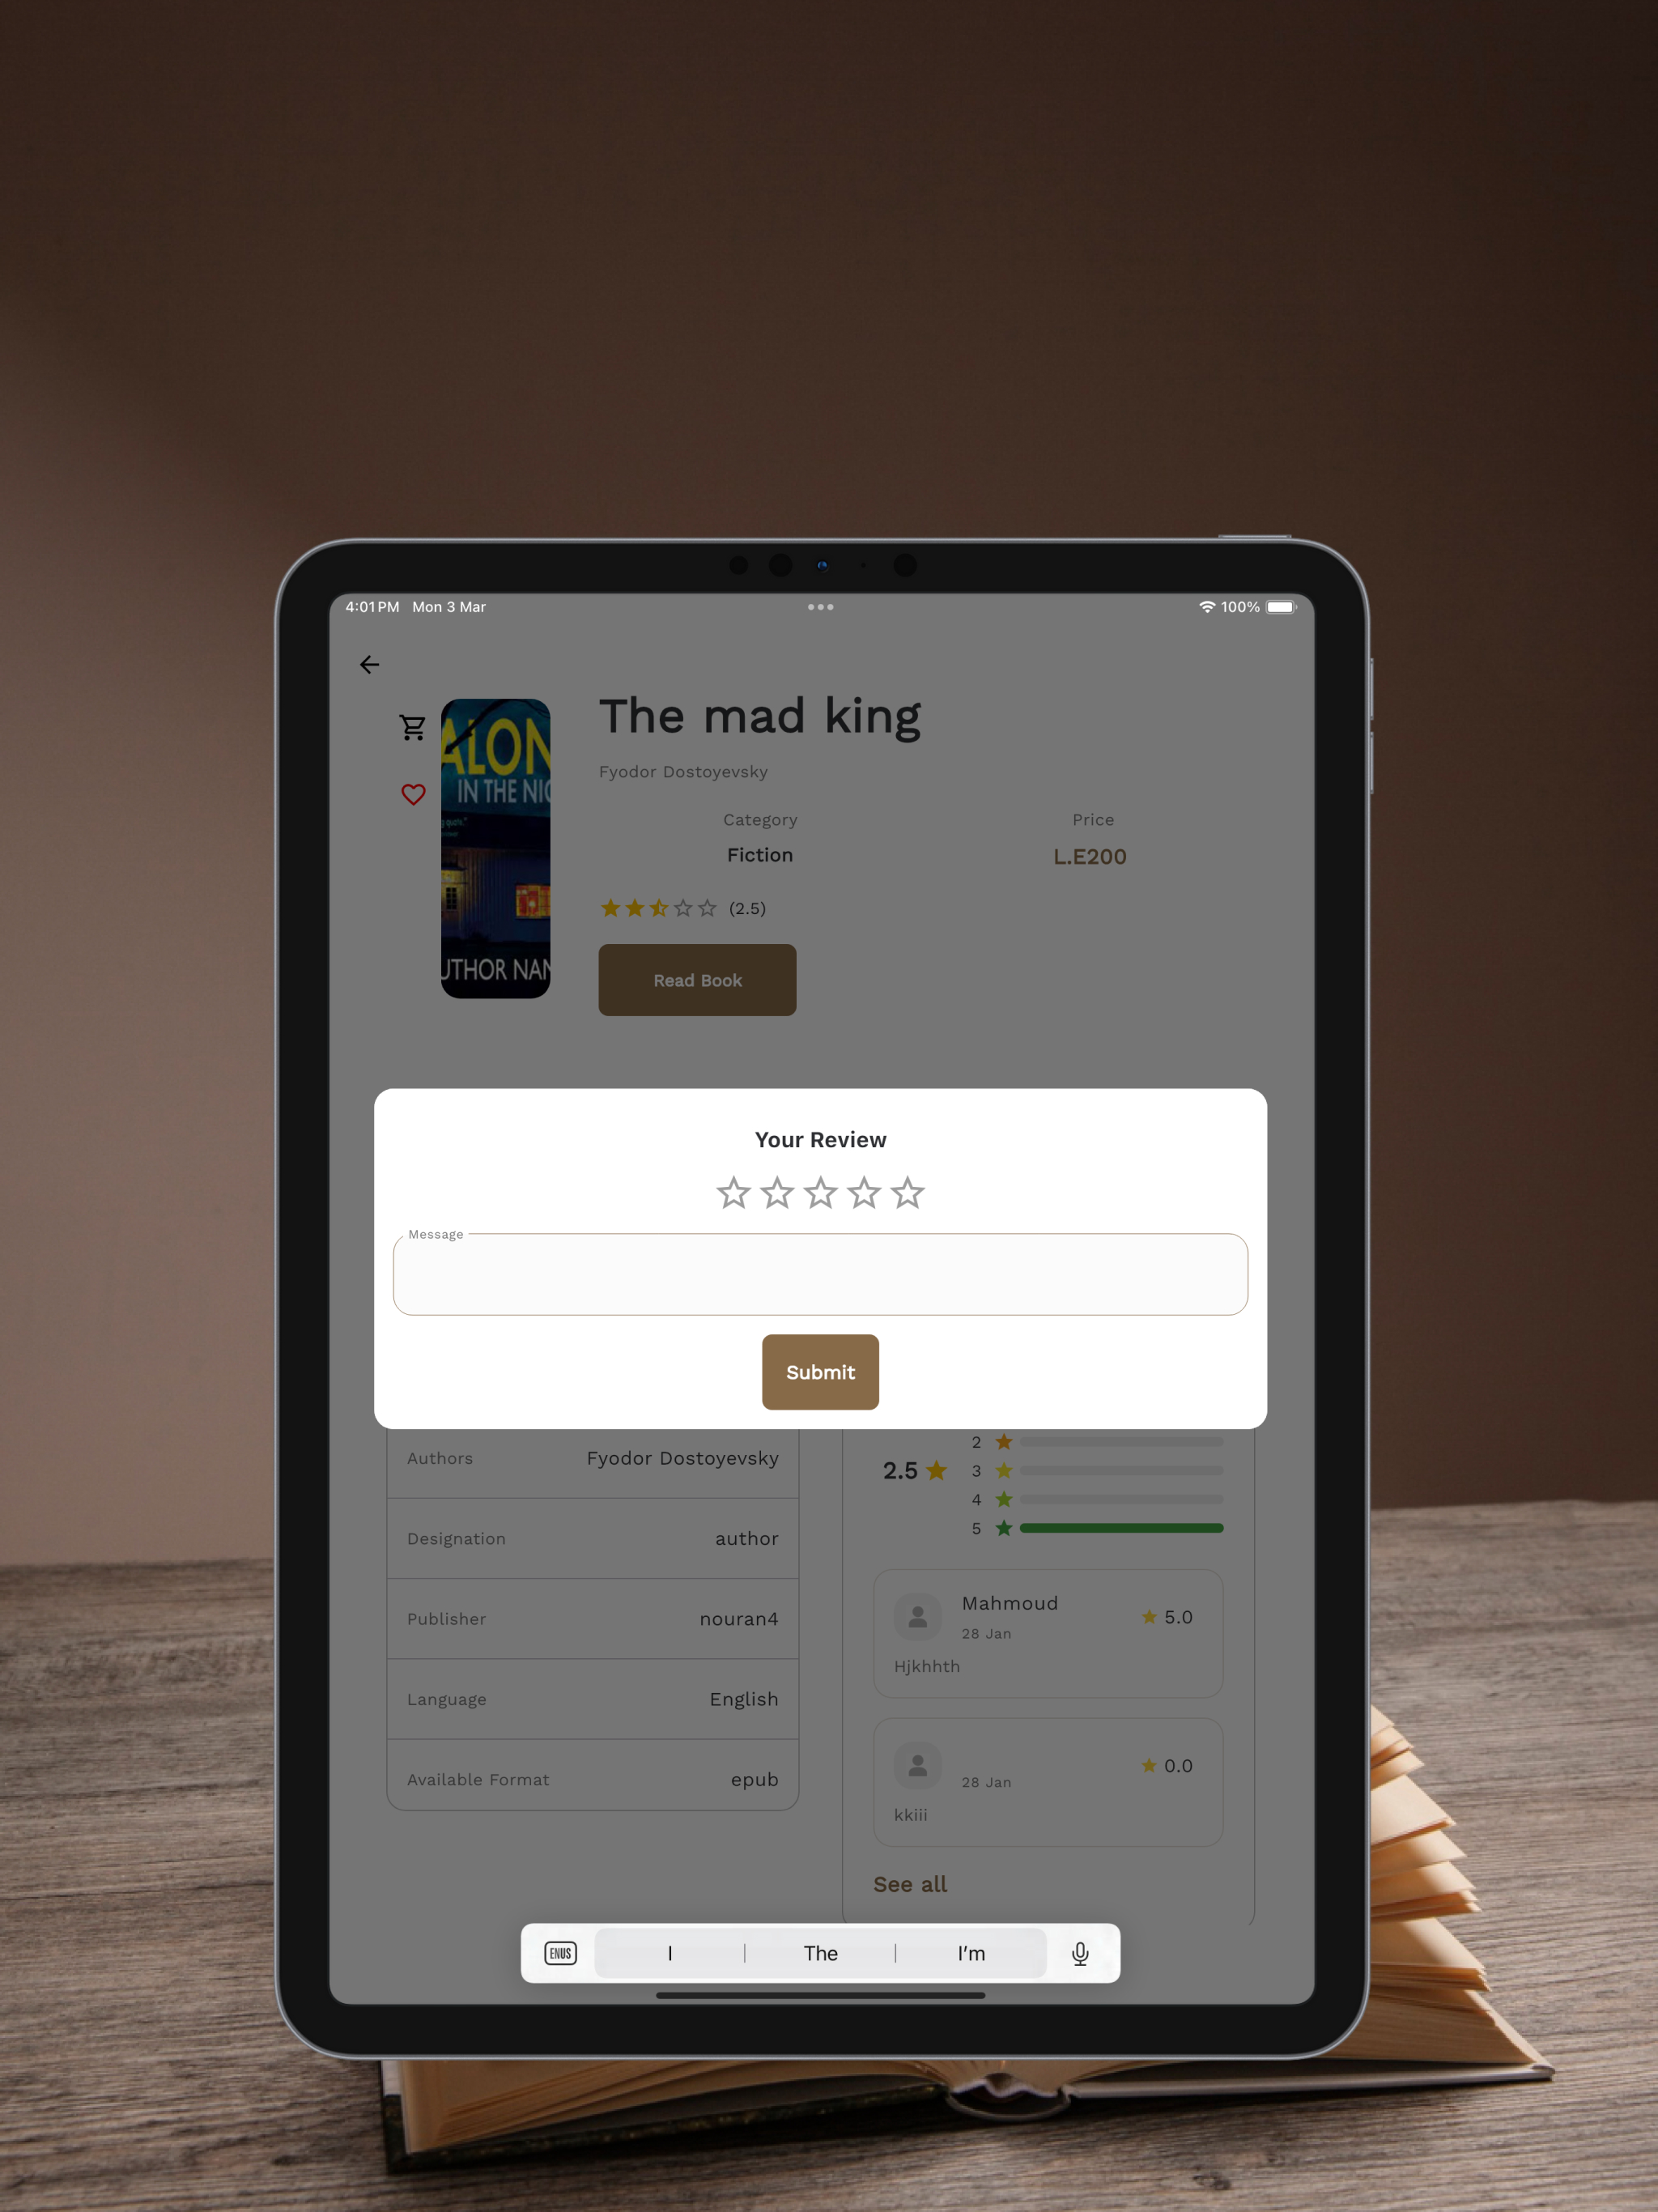 4:01 PM Mon 3 Mar
100%
The mad king
ALON
IN THE NIG
UTHOR NAM
Fyodor Dostoyevsky
Category
Price
Fiction
L.E200
(2.5)
Read Book
Your Review
Message
Submit
Authors
Fyodor Dostoyevsky
Designation
author
Publisher
nouran4
Language
English
Available Format
epub
2
2.5
3
4
5
Mahmoud
5.0
28 Jan
Hjkhhth
0.0
28 Jan
kkiii
See all
ENUS
I
The
I'm